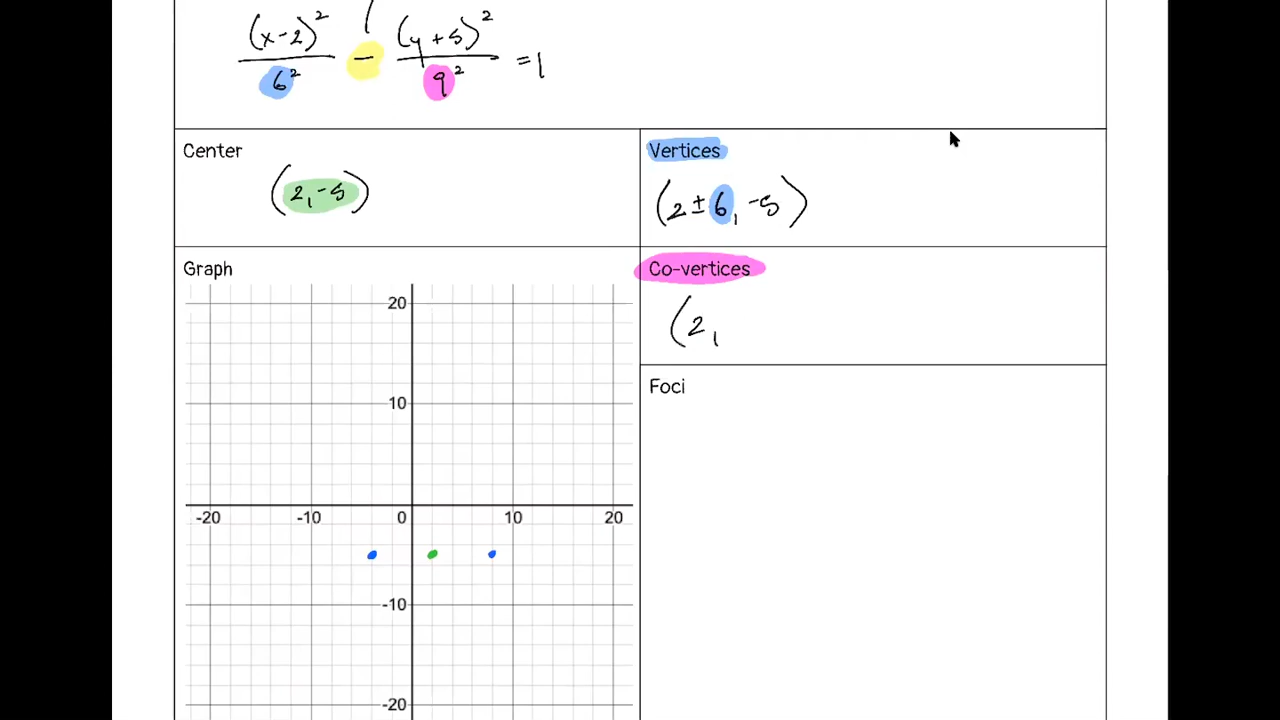 (x-2)² / 6² - (y+5)² / 9² = 1
Center
(2, -5)
Vertices
(2 ± 6, -5)
Graph
Co-vertices
(2,
Foci
20
10
-20 -10 0 10 20
-10
-20